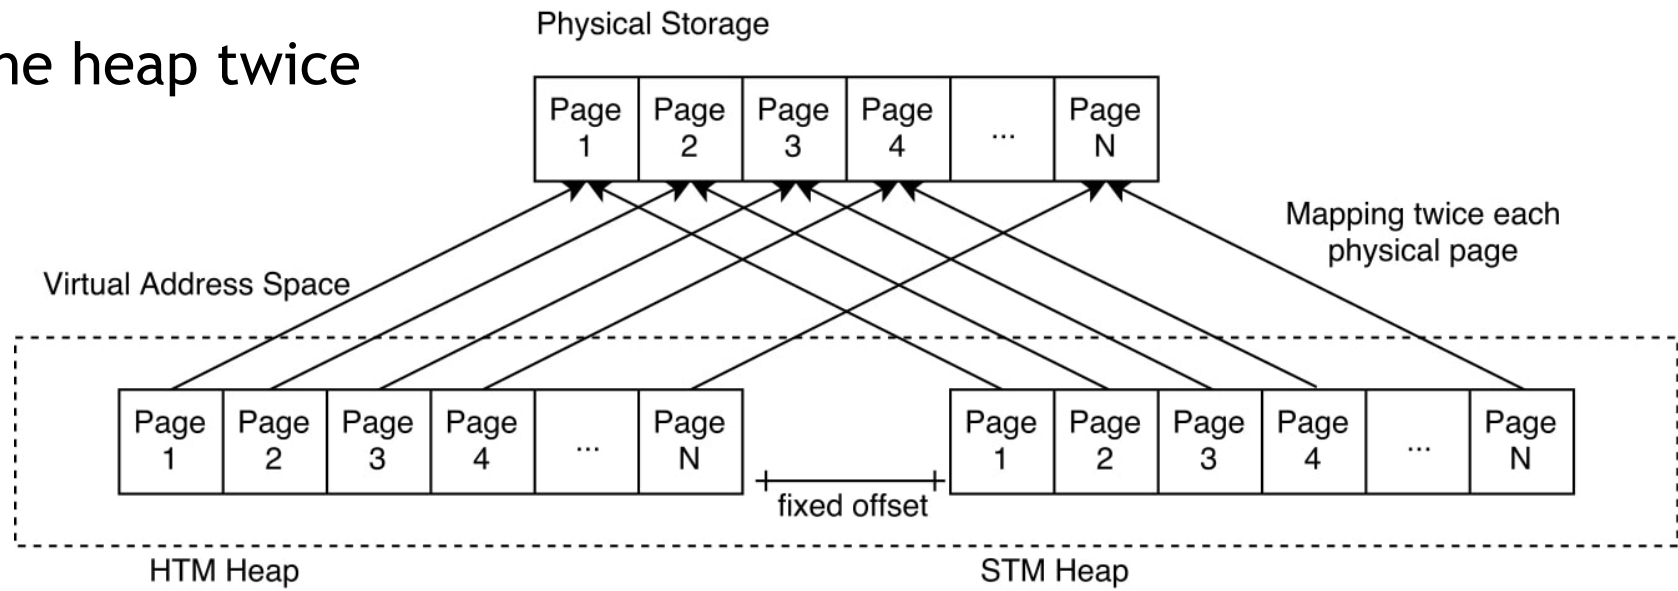 Physical Storage
heap twice
Page 1
Page 2
Page 3
Page 4
...
Page N
Mapping twice each
physical page
Virtual Address Space
Page 1
Page 2
Page 3
Page 4
...
Page N
Page 1
Page 2
Page 3
Page 4
...
Page N
fixed offset
HTM Heap
STM Heap